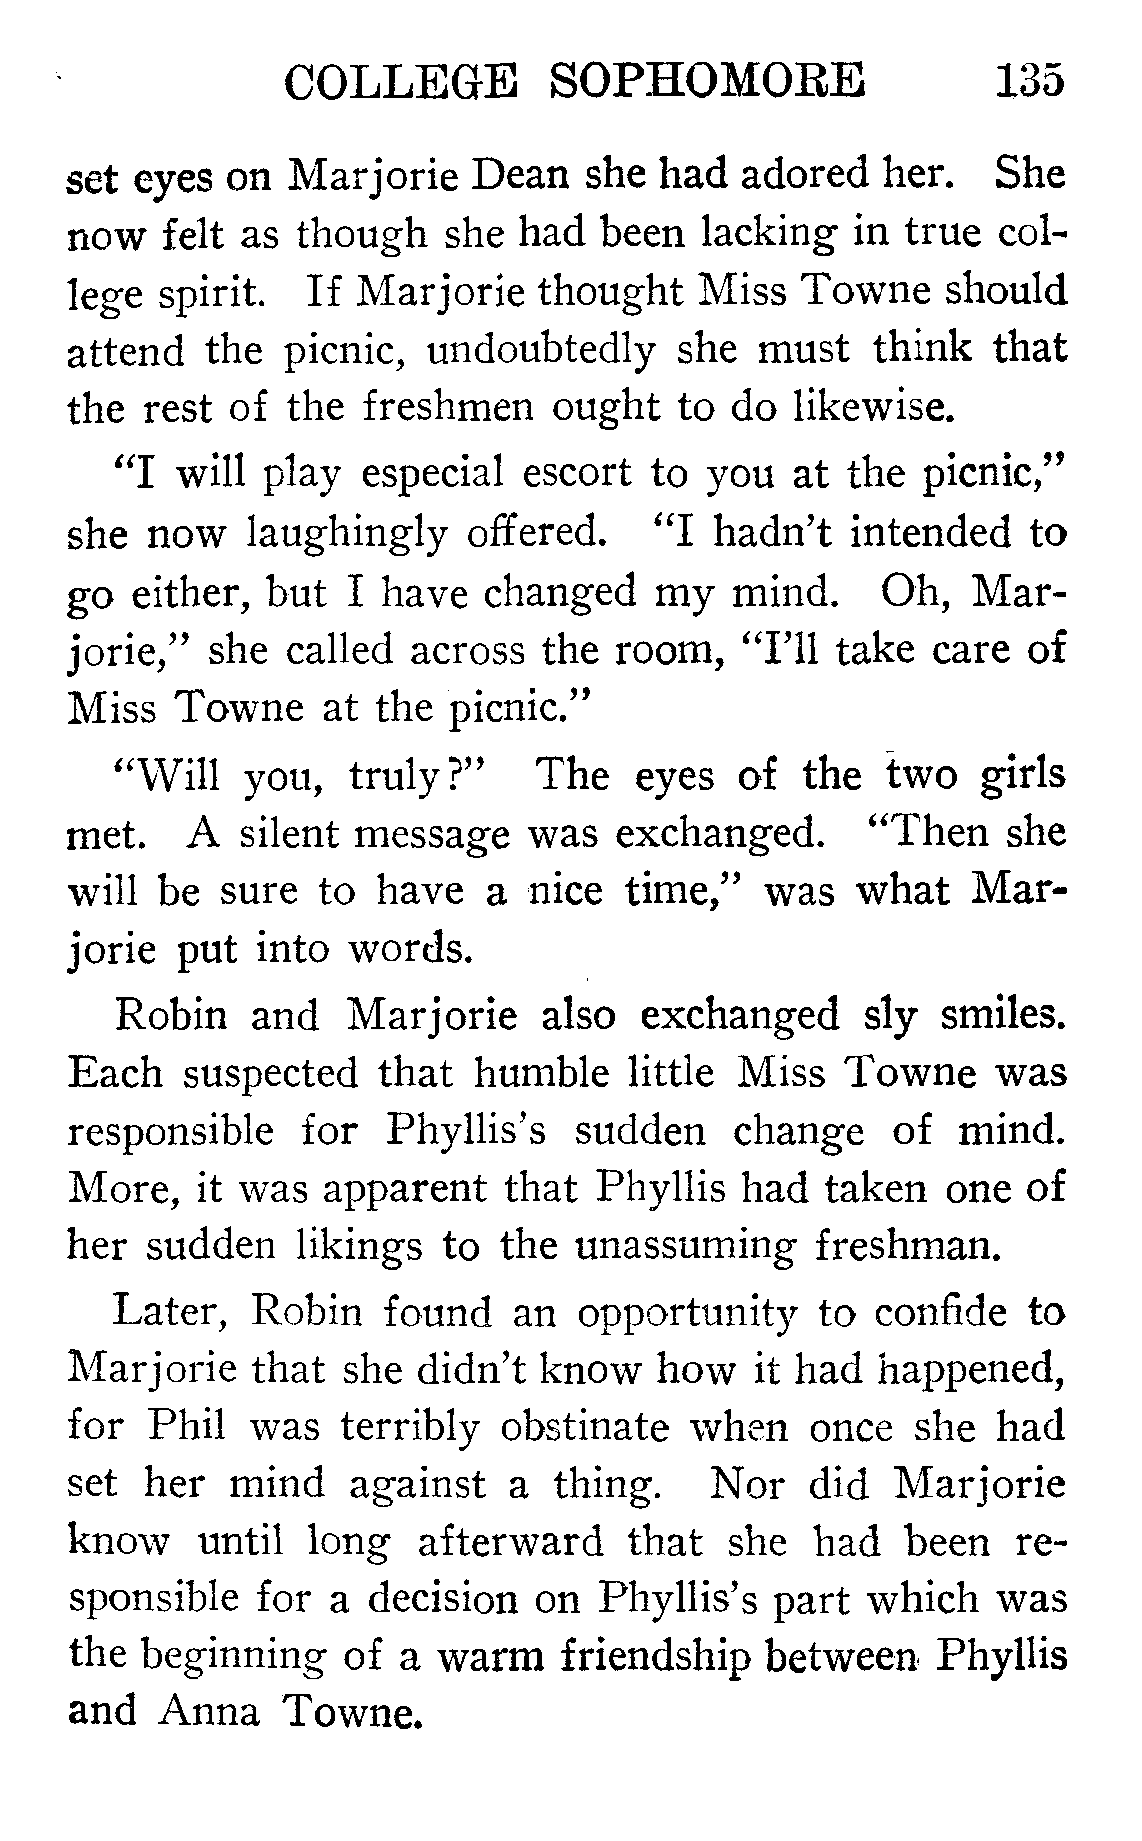 COLLEGE SOPHOMORE 135
set eyes on Marjorie Dean she had adored her. She
now felt as though she had been lacking in true col-
lege spirit. If Marjorie thought Miss Towne should
attend the picnic, undoubtedly she must think that
the rest of the freshmen ought to do likewise.
“I will play especial escort to you at the picnic,”
she now laughingly offered. “I hadn’t intended to
go either, but I have changed my mind. Oh, Mar-
jorie,” she called across the room, “I’ll take care of
Miss Towne at the picnic.”
“Will you, truly?” The eyes of the two girls
met. A silent message was exchanged. “Then she
will be sure to have a nice time,” was what Mar-
jorie put into words.
Robin and Marjorie also exchanged sly smiles.
Each suspected that humble little Miss Towne was
responsible for Phyllis’s sudden change of mind.
More, it was apparent that Phyllis had taken one of
her sudden likings to the unassuming freshman.
Later, Robin found an opportunity to confide to
Marjorie that she didn’t know how it had happened,
for Phil was terribly obstinate when once she had
set her mind against a thing. Nor did Marjorie
know until long afterward that she had been re-
sponsible for a decision on Phyllis’s part which was
the beginning of a warm friendship between Phyllis
and Anna Towne.